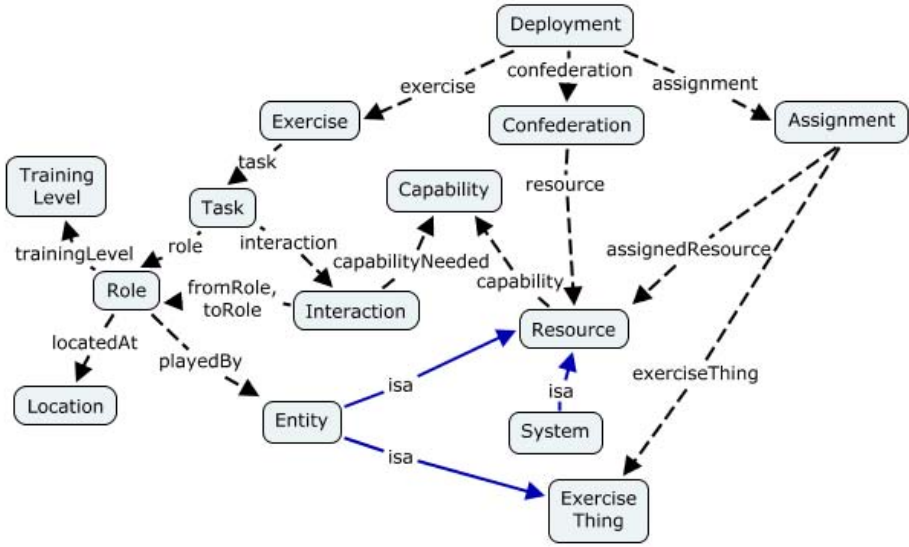 Deployment
exercise
confederation
assignment
Exercise
Confederation
Assignment
task
Training
Level
Capability
resource
Task
role
interaction
trainingLevel
capabilityNeeded
assignedResource
Role
fromRole,
toRole
capability
Interaction
Resource
locatedAt
playedBy
exerciseThing
isa
isa
Location
Entity
System
isa
Exercise
Thing